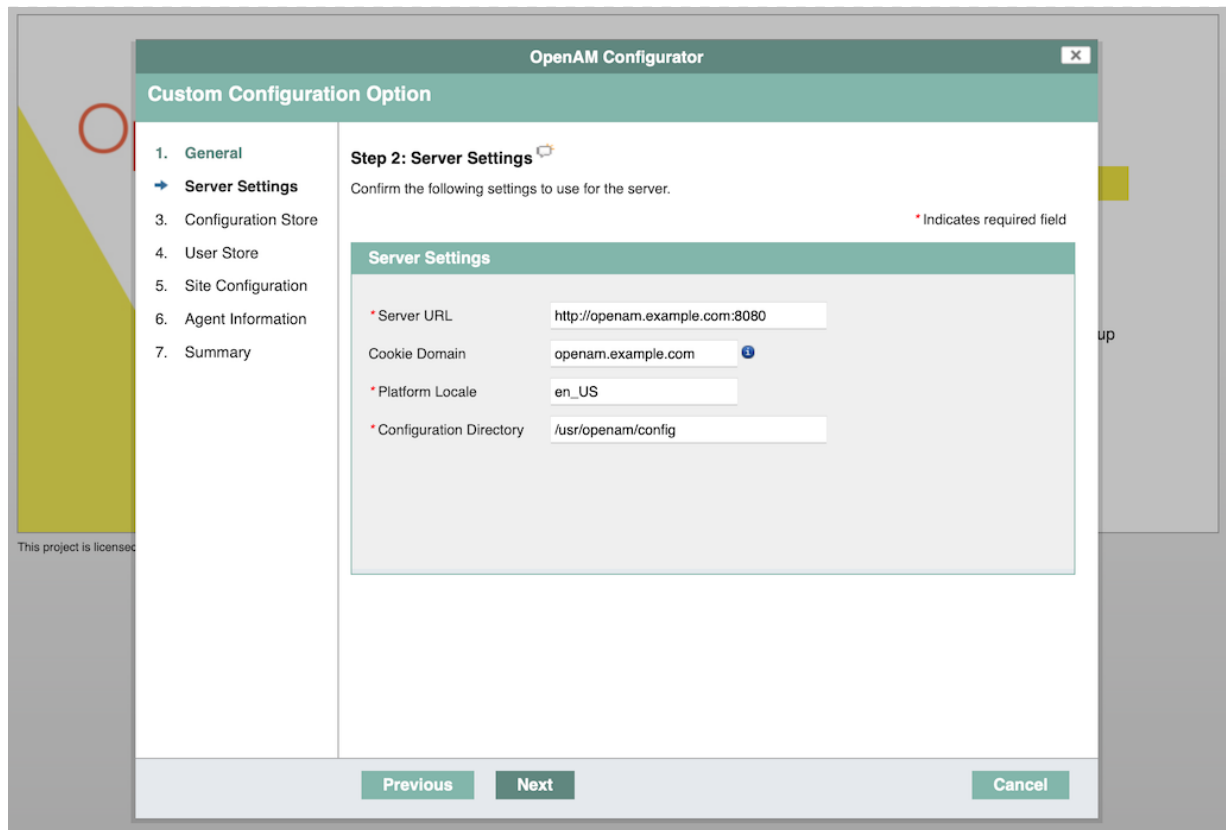 OpenAM Configurator
Custom Configuration Option
1. General
Server Settings
3. Configuration Store
4. User Store
5. Site Configuration
6. Agent Information
7. Summary
Step 2: Server Settings
Confirm the following settings to use for the server.
* Indicates required field
Server Settings
* Server URL http://openam.example.com:8080
Cookie Domain openam.example.com
* Platform Locale en_US
* Configuration Directory /usr/openam/config
Previous Next Cancel
O
up
This project is licensed